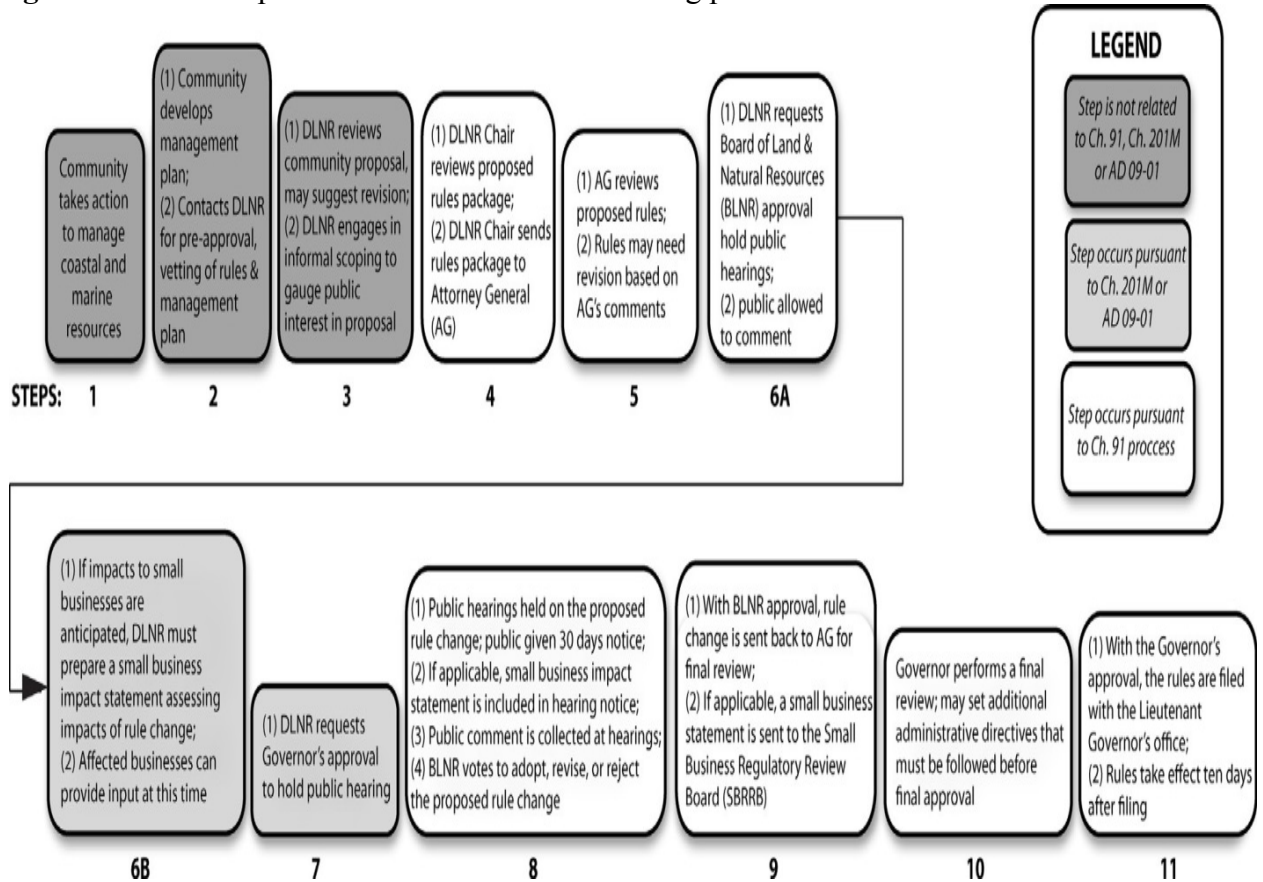 Community
takes action
to manage
coastal and
marine
resources
(1) Community
develops
management
plan;
(2) Contacts DLNR
for pre-approval,
vetting of rules &
management
plan
(1) DLNR reviews
community proposal,
may suggest revision;
(2) DLNR engages in
informal scoping to
gauge public
interest in proposal
(1) DLNR Chair
reviews proposed
rules package;
(2) DLNR Chair sends
rules package to
Attorney General
(AG)
(1) AG reviews
proposed rules;
(2) Rules may need
revision based on
AG's comments
(1) DLNR requests
Board of Land &
Natural Resources
(BLNR) approval
hold public
hearings;
(2) public allowed
to comment
STEPS: 1 2 3 4 5 6A
LEGEND
Step is not related
to Ch. 91, Ch. 201M
or AD 09-01
Step occurs pursuant
to Ch. 201M or
AD 09-01
Step occurs pursuant
to Ch. 91 proccess
(1) If impacts to small
businesses are
anticipated, DLNR must
prepare a small business
impact statement assessing
impacts of rule change;
(2) Affected businesses can
provide input at this time
(1) DLNR requests
Governor's approval
to hold public hearing
(1) Public hearings held on the proposed
rule change; public given 30 days notice;
(2) If applicable, small business impact
statement is included in hearing notice;
(3) Public comment is collected at hearings;
(4) BLNR votes to adopt, revise, or reject
the proposed rule change
(1) With BLNR approval, rule
change is sent back to AG for
final review;
(2) If applicable, a small business
statement is sent to the Small
Business Regulatory Review
Board (SBRRB)
Governor performs a final
review; may set additional
administrative directives that
must be followed before
final approval
(1) With the Governor's
approval, the rules are filed
with the Lieutenant
Governor's office;
(2) Rules take effect ten days
after filing
6B 7 8 9 10 11